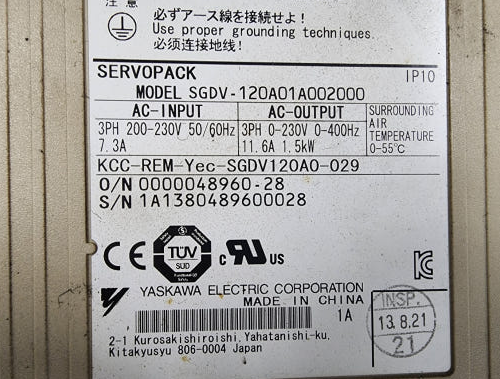 注意
必ずアース線を接続せよ!
Use proper grounding techniques.
必须连接地线!
SERVOPACK IP10
MODEL SGDV-120A01A002000
AC-INPUT AC-OUTPUT SURROUNDING
3PH 200-230V 50/60Hz 3PH 0-230V 0-400Hz AIR
7.3A 11.6A 1.5kW TEMPERATURE
0-55℃
KCC-REM-Yec-SGDV120A0-029
O/N 0000048960-28
S/N 1A1380489600028
CE TÜV SÜD c RU US KC
YASKAWA ELECTRIC CORPORATION
MADE IN CHINA
1A
INSP.
13.8.21
21
2-1 Kurosakishiroishi, Yahatanishi-ku,
Kitakyusyu 806-0004 Japan